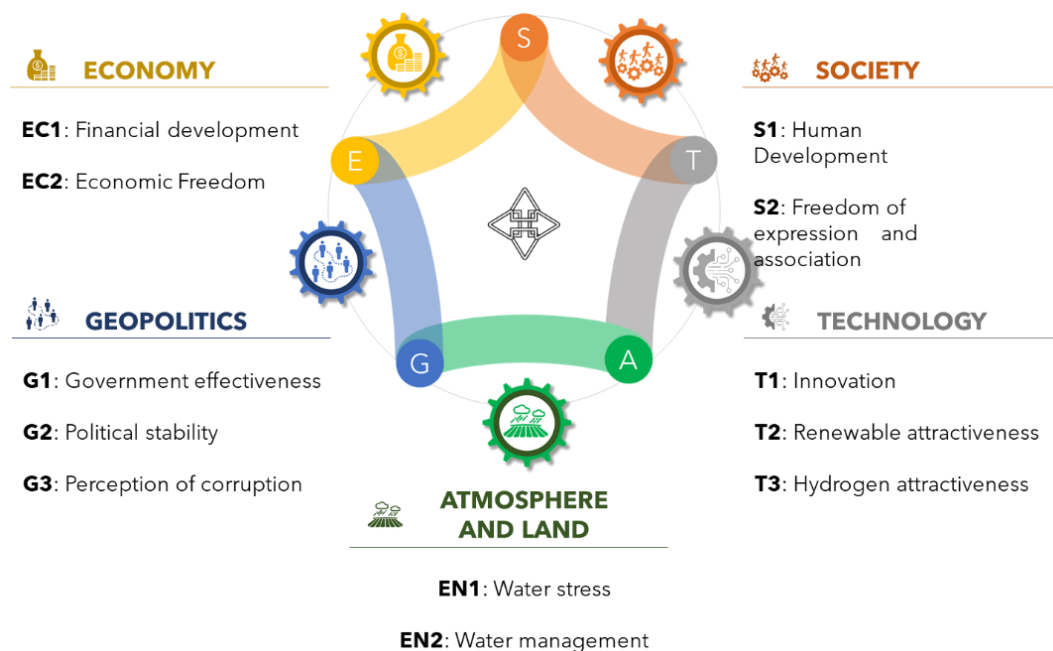 S
ECONOMY
SOCIETY
EC1: Financial development
EC2: Economic Freedom
E
T
S1: Human
Development
S2: Freedom of
expression and
association
GEOPOLITICS
TECHNOLOGY
G
A
G1: Government effectiveness
G2: Political stability
G3: Perception of corruption
T1: Innovation
T2: Renewable attractiveness
T3: Hydrogen attractiveness
ATMOSPHERE
AND LAND
EN1: Water stress
EN2: Water management